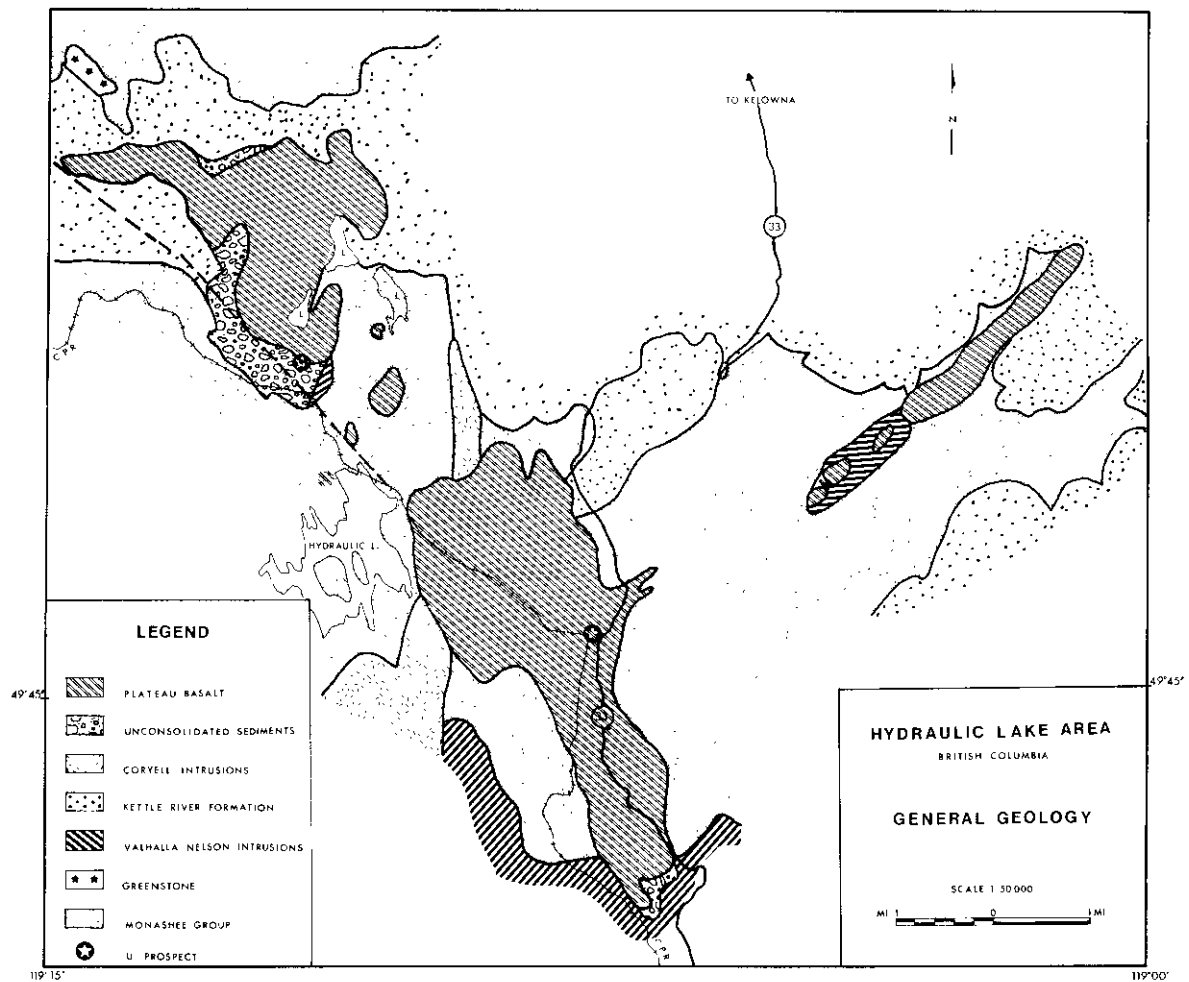 TO KELOWNA
N
33
CPR
HYDRAULIC L.
LEGEND
PLATEAU BASALT
UNCONSOLIDATED SEDIMENTS
CORYELL INTRUSIONS
KETTLE RIVER FORMATION
VALHALLA NELSON INTRUSIONS
GREENSTONE
MONASHEE GROUP
U PROSPECT
49°45'
49°45'
HYDRAULIC LAKE AREA
BRITISH COLUMBIA
GENERAL GEOLOGY
SCALE 1 50 000
MI 1 0 1 MI
CPR
119°15'
119°00'